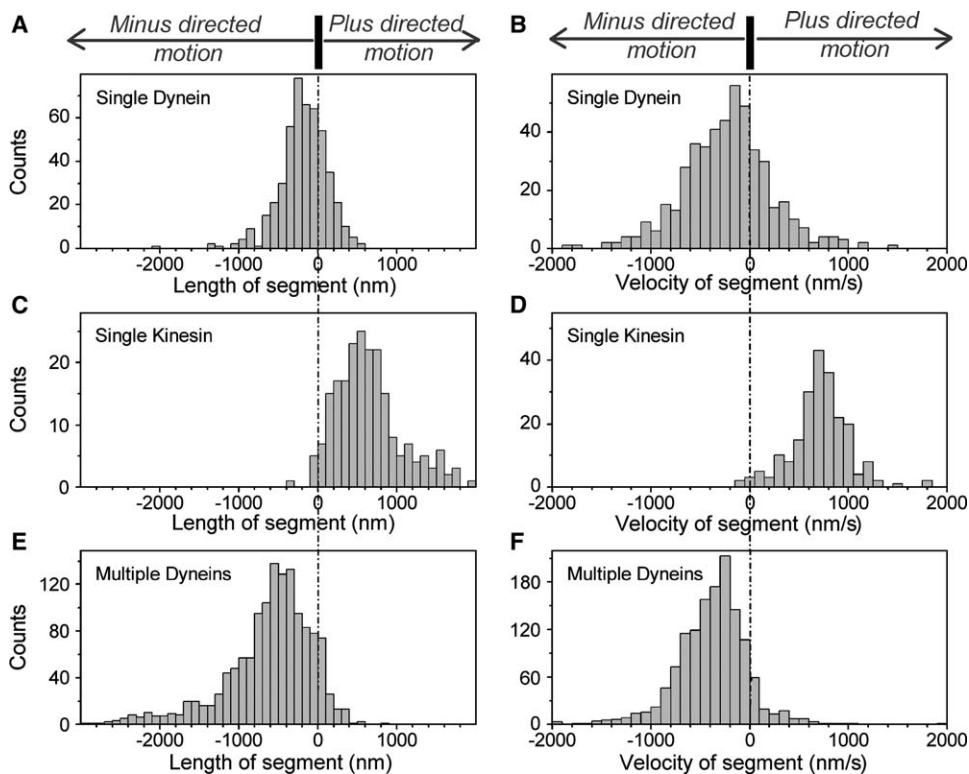 A
Minus directed
motion
Plus directed
motion
B
Minus directed
motion
Plus directed
motion
Single Dynein
60
40
20
0
Counts
-2000 -1000 0 1000
Length of segment (nm)
Single Dynein
40
20
0
-2000 -1000 0 1000 2000
Velocity of segment (nm/s)
C
Single Kinesin
20
10
0
Counts
-2000 -1000 0 1000
Length of segment (nm)
D
Single Kinesin
40
20
0
-2000 -1000 0 1000 2000
Velocity of segment (nm/s)
E
Multiple Dyneins
120
80
40
0
Counts
-2000 -1000 0 1000
Length of segment (nm)
F
Multiple Dyneins
180
120
60
0
-2000 -1000 0 1000 2000
Velocity of segment (nm/s)